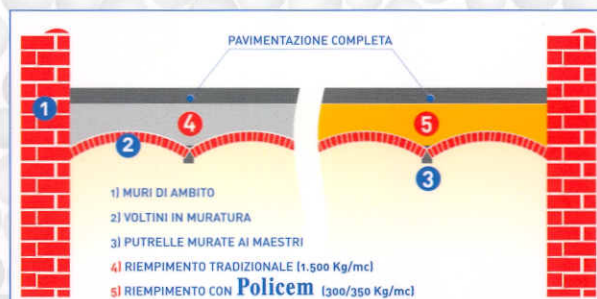 PAVIMENTAZIONE COMPLETA
1
4
5
2
3
1) MURI DI AMBITO
2) VOLTINI IN MURATURA
3) PUTRELLE MURATE AI MAESTRI
4) RIEMPIMENTO TRADIZIONALE (1.500 Kg/mc)
5) RIEMPIMENTO CON Policem (300/350 Kg/mc)